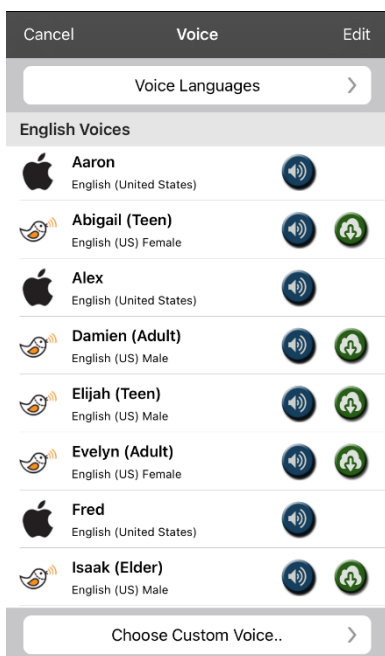 Cancel Voice Edit
Voice Languages
English Voices
Aaron
English (United States)
Abigail (Teen)
English (US) Female
Alex
English (United States)
Damien (Adult)
English (US) Male
Elijah (Teen)
English (US) Male
Evelyn (Adult)
English (US) Female
Fred
English (United States)
Isaak (Elder)
English (US) Male
Choose Custom Voice..